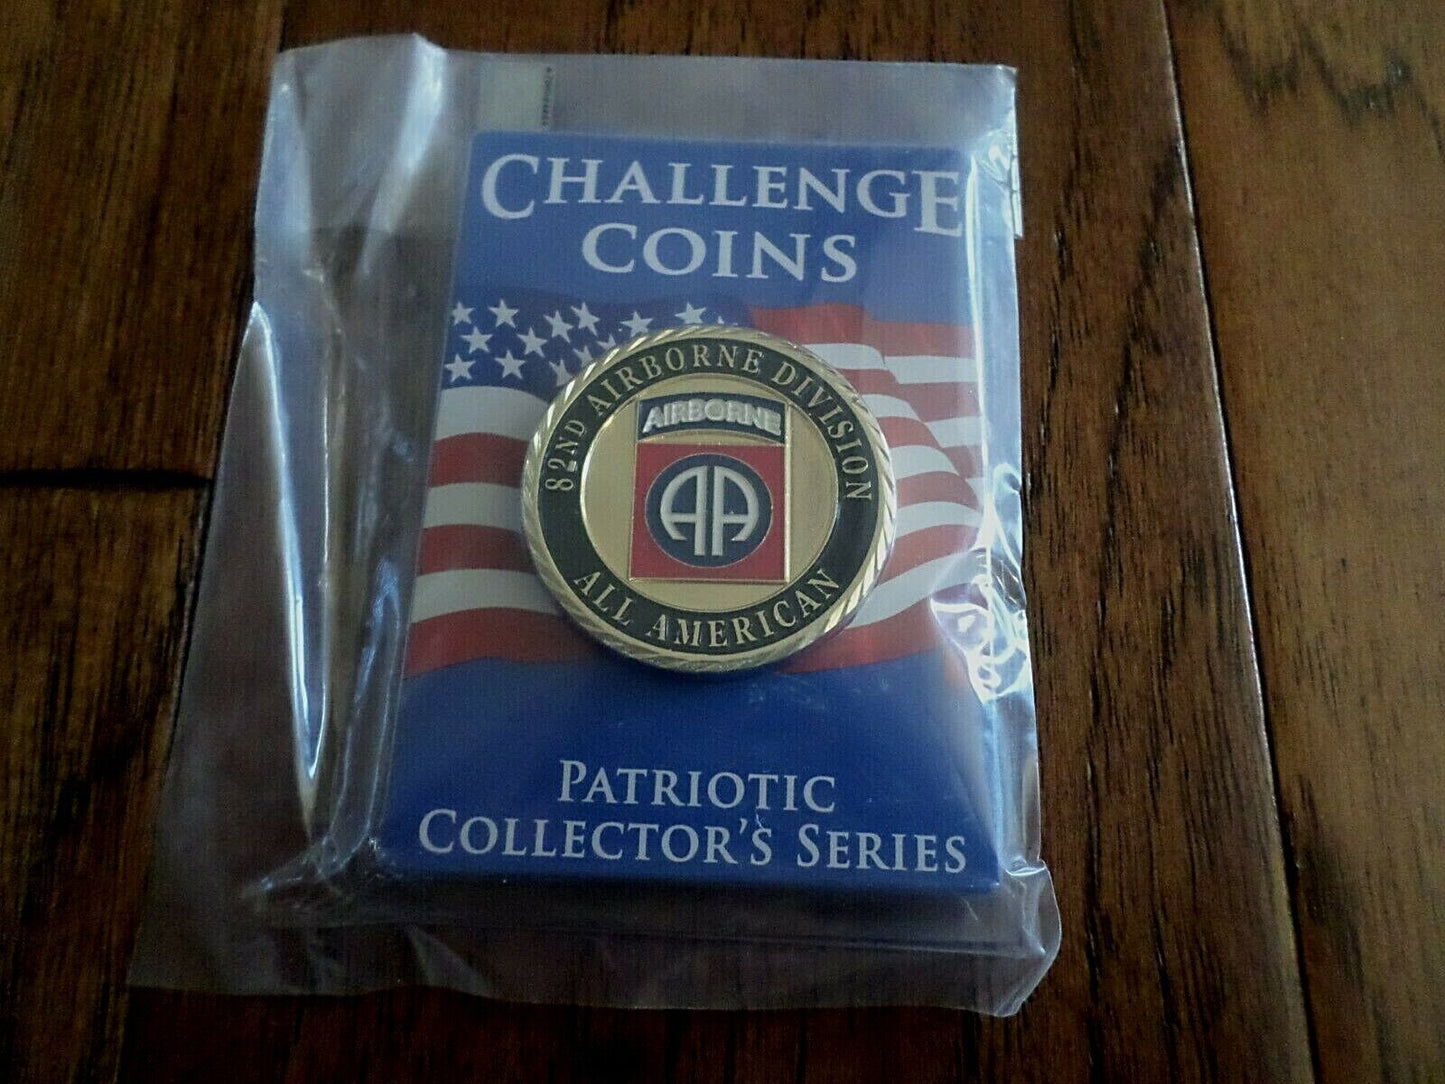 CHALLENGE
COINS
82ND AIRBORNE DIVISION
AIRBORNE
AA
ALL AMERICAN
PATRIOTIC
COLLECTOR'S SERIES